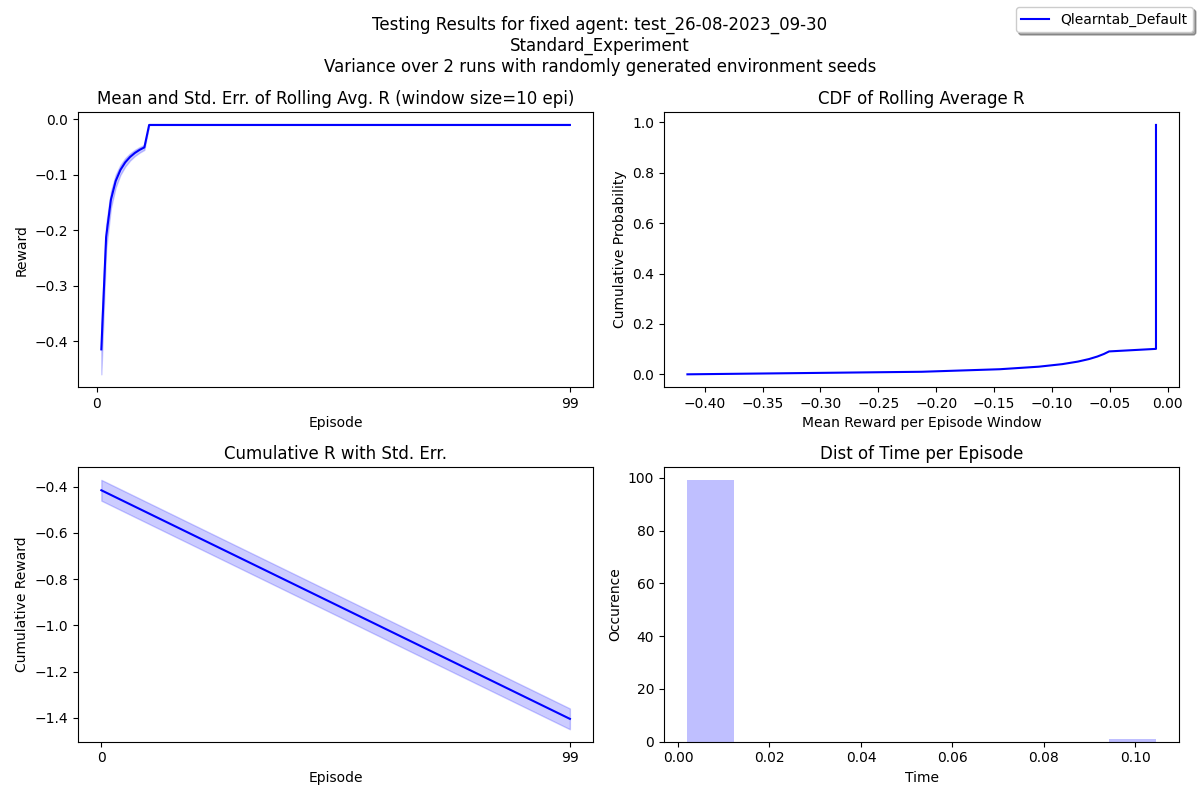 Testing Results for fixed agent: test_26-08-2023_09-30
Standard_Experiment
Variance over 2 runs with randomly generated environment seeds
Qlearntab_Default
Mean and Std. Err. of Rolling Avg. R (window size=10 epi)
0.0
−0.1
−0.2
−0.3
−0.4
Reward
0 99
Episode
CDF of Rolling Average R
1.0
0.8
0.6
0.4
0.2
0.0
Cumulative Probability
−0.40 −0.35 −0.30 −0.25 −0.20 −0.15 −0.10 −0.05 0.00
Mean Reward per Episode Window
Cumulative R with Std. Err.
−0.4
−0.6
−0.8
−1.0
−1.2
−1.4
Cumulative Reward
0 99
Episode
Dist of Time per Episode
100
80
60
40
20
0
Occurence
0.00 0.02 0.04 0.06 0.08 0.10
Time